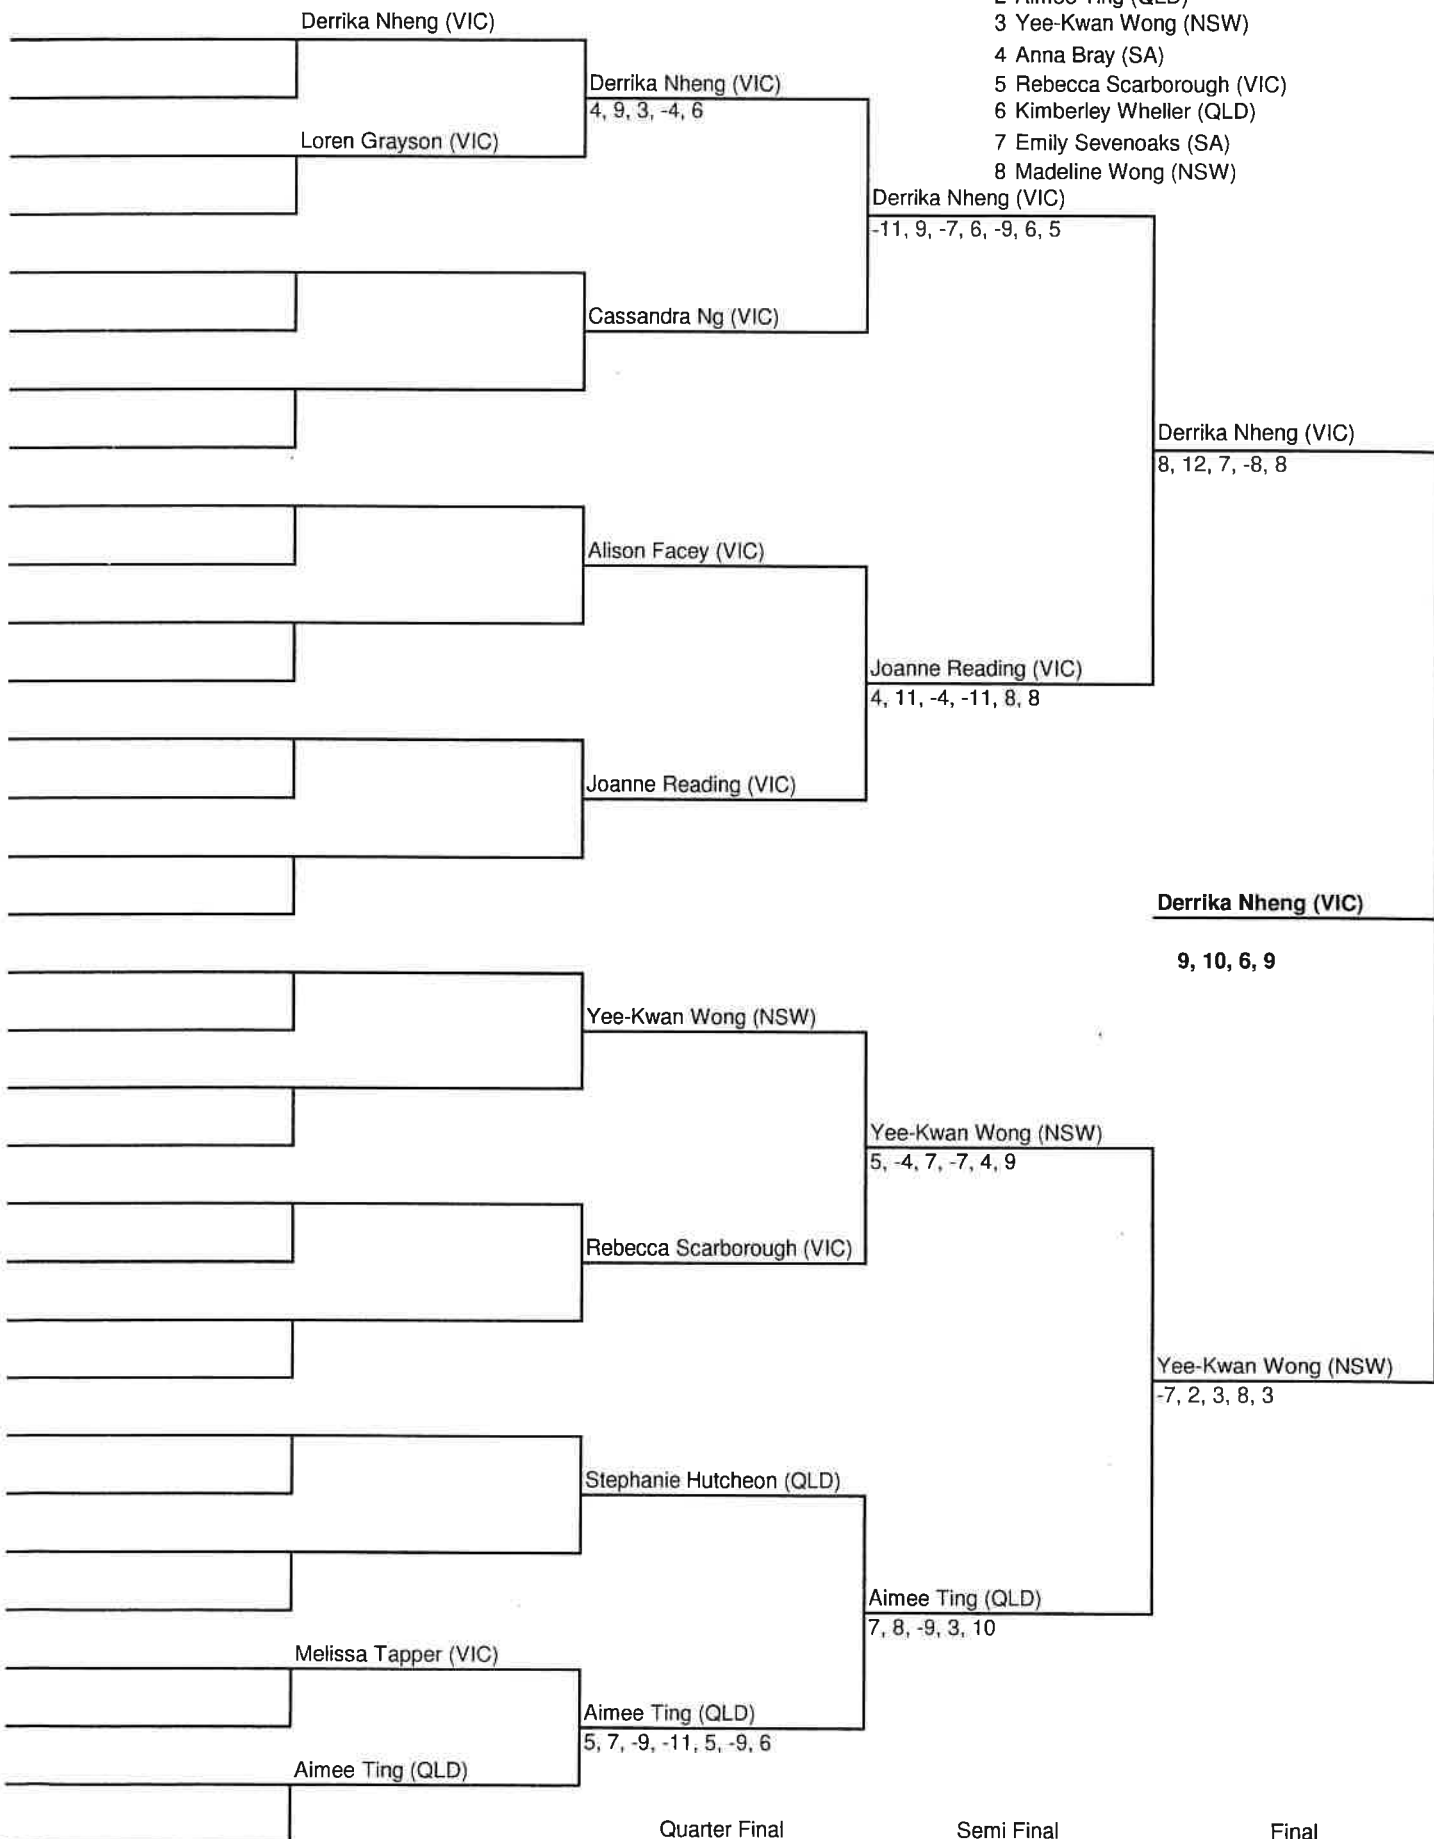 2 Aimee Ting (QLD)
3 Yee-Kwan Wong (NSW)
4 Anna Bray (SA)
5 Rebecca Scarborough (VIC)
6 Kimberley Wheller (QLD)
7 Emily Sevenoaks (SA)
8 Madeline Wong (NSW)
Derrika Nheng (VIC)
Derrika Nheng (VIC)
4, 9, 3, -4, 6
Loren Grayson (VIC)
Derrika Nheng (VIC)
-11, 9, -7, 6, -9, 6, 5
Cassandra Ng (VIC)
Derrika Nheng (VIC)
8, 12, 7, -8, 8
Alison Facey (VIC)
Joanne Reading (VIC)
4, 11, -4, -11, 8, 8
Joanne Reading (VIC)
Derrika Nheng (VIC)
9, 10, 6, 9
Yee-Kwan Wong (NSW)
Yee-Kwan Wong (NSW)
5, -4, 7, -7, 4, 9
Rebecca Scarborough (VIC)
Yee-Kwan Wong (NSW)
-7, 2, 3, 8, 3
Stephanie Hutcheon (QLD)
Aimee Ting (QLD)
7, 8, -9, 3, 10
Melissa Tapper (VIC)
Aimee Ting (QLD)
5, 7, -9, -11, 5, -9, 6
Aimee Ting (QLD)
Quarter Final
Semi Final
Final